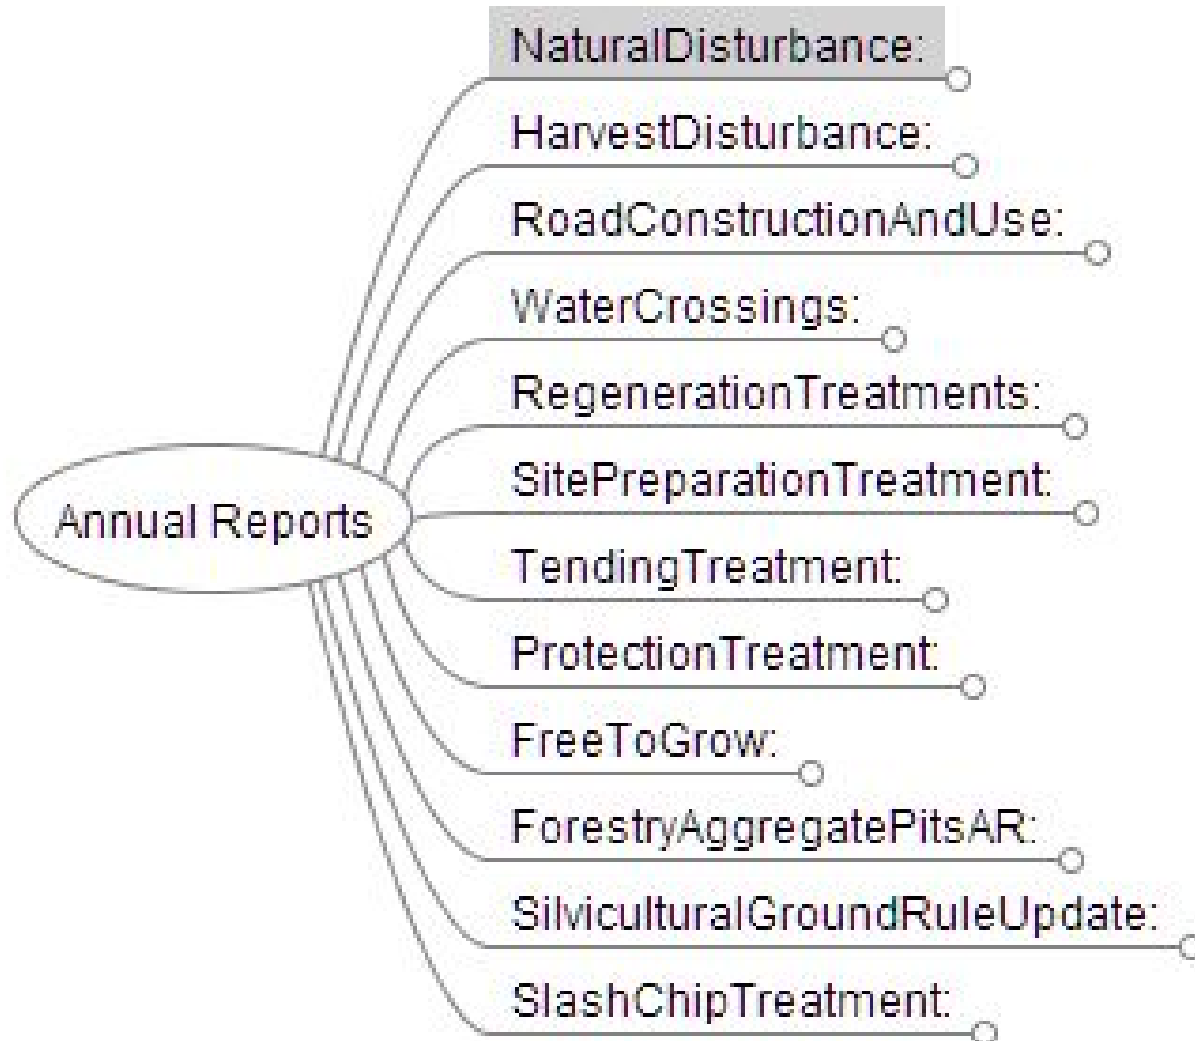 NaturalDisturbance:
HarvestDisturbance:
RoadConstructionAndUse:
WaterCrossings:
RegenerationTreatments:
SitePreparationTreatment:
Annual Reports
TendingTreatment:
ProtectionTreatment:
FreeToGrow:
ForestryAggregatePitsAR:
SilviculturalGroundRuleUpdate:
SlashChipTreatment: